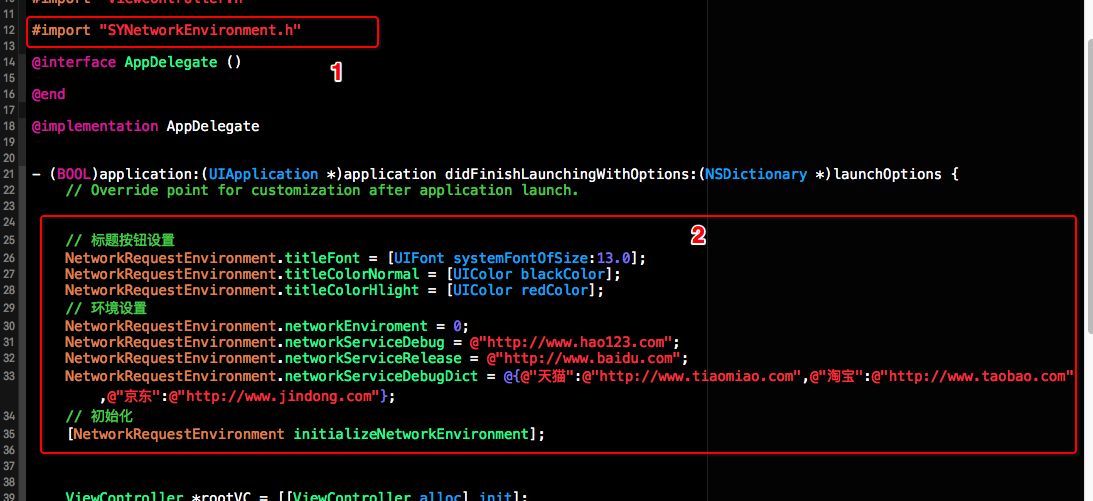 #import "ViewController.h"
11
12 #import "SYNetworkEnvironment.h"
13
14 @interface AppDelegate ()
1
15
16 @end
17
18 @implementation AppDelegate
19
20
21 - (BOOL)application:(UIApplication *)application didFinishLaunchingWithOptions:(NSDictionary *)launchOptions {
22 // Override point for customization after application launch.
23
24
2
25 // 标题按钮设置
26 NetworkRequestEnvironment.titleFont = [UIFont systemFontOfSize:13.0];
27 NetworkRequestEnvironment.titleColorNormal = [UIColor blackColor];
28 NetworkRequestEnvironment.titleColorHlight = [UIColor redColor];
29 // 环境设置
30 NetworkRequestEnvironment.networkEnviroment = 0;
31 NetworkRequestEnvironment.networkServiceDebug = @"http://www.hao123.com";
32 NetworkRequestEnvironment.networkServiceRelease = @"http://www.baidu.com";
33 NetworkRequestEnvironment.networkServiceDebugDict = @{@"天猫":@"http://www.tiaomiao.com",@"淘宝":@"http://www.taobao.com"
,@"京东":@"http://www.jindong.com"};
34 // 初始化
35 [NetworkRequestEnvironment initializeNetworkEnvironment];
36
37
38
39 ViewController *rootVC = [[ViewController alloc] init];